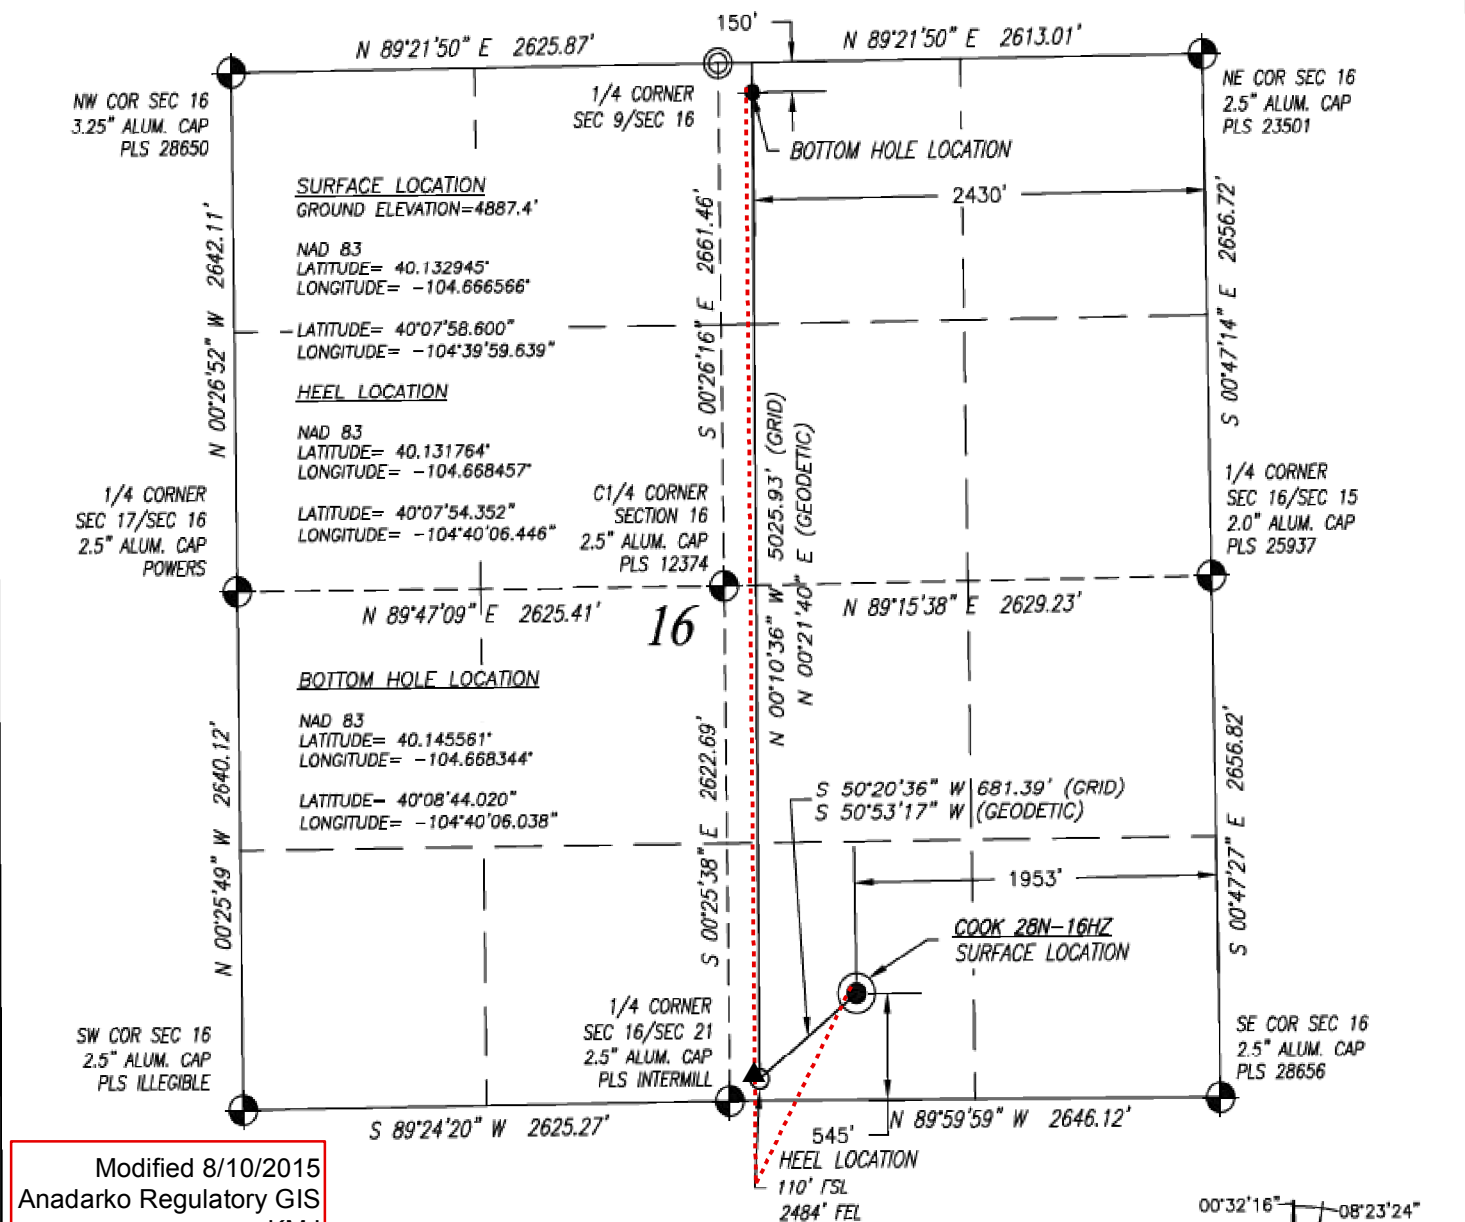 150'
N 89°21'50" E 2625.87'
N 89°21'50" E 2613.01'
NW COR SEC 16
3.25" ALUM. CAP
PLS 28650
1/4 CORNER
SEC 9/SEC 16
NE COR SEC 16
2.5" ALUM. CAP
PLS 23501
BOTTOM HOLE LOCATION
2430'
SURFACE LOCATION
GROUND ELEVATION=4887.4'
NAD 83
LATITUDE= 40.132945°
LONGITUDE= -104.666566°
LATITUDE= 40°07'58.600"
LONGITUDE= -104°39'59.639"
HEEL LOCATION
NAD 83
LATITUDE= 40.131764°
LONGITUDE= -104.668457°
LATITUDE= 40°07'54.352"
LONGITUDE= -104°40'06.446"
N 00°26'52" W 2642.11'
S 00°26'16" E 2661.46'
S 00°47'14" E 2656.72'
1/4 CORNER
SEC 17/SEC 16
2.5" ALUM. CAP
POWERS
C1/4 CORNER
SECTION 16
2.5" ALUM. CAP
PLS 12374
N 00°10'36" W 5025.93' (GRID)
N 00°21'40" E (GEODETIC)
1/4 CORNER
SEC 16/SEC 15
2.0" ALUM. CAP
PLS 25937
N 89°47'09" E 2625.41'
16
N 89°15'38" E 2629.23'
BOTTOM HOLE LOCATION
NAD 83
LATITUDE= 40.145561°
LONGITUDE= -104.668344°
LATITUDE- 40°08'44.020"
LONGITUDE= -104°40'06.038"
N 00°25'49" W 2640.12'
S 00°25'38" E 2622.69'
S 00°47'27" E 2656.82'
S 50°20'36" W 681.39' (GRID)
S 50°53'17" W (GEODETIC)
1953'
COOK 28N-16HZ
SURFACE LOCATION
SW COR SEC 16
2.5" ALUM. CAP
PLS ILLEGIBLE
1/4 CORNER
SEC 16/SEC 21
2.5" ALUM. CAP
PLS INTERMILL
SE COR SEC 16
2.5" ALUM. CAP
PLS 28656
S 89°24'20" W 2625.27'
N 89°59'59" W 2646.12'
545'
HEEL LOCATION
110' FSL
2484' FEL
Modified 8/10/2015
Anadarko Regulatory GIS
00°32'16"
08°23'24"